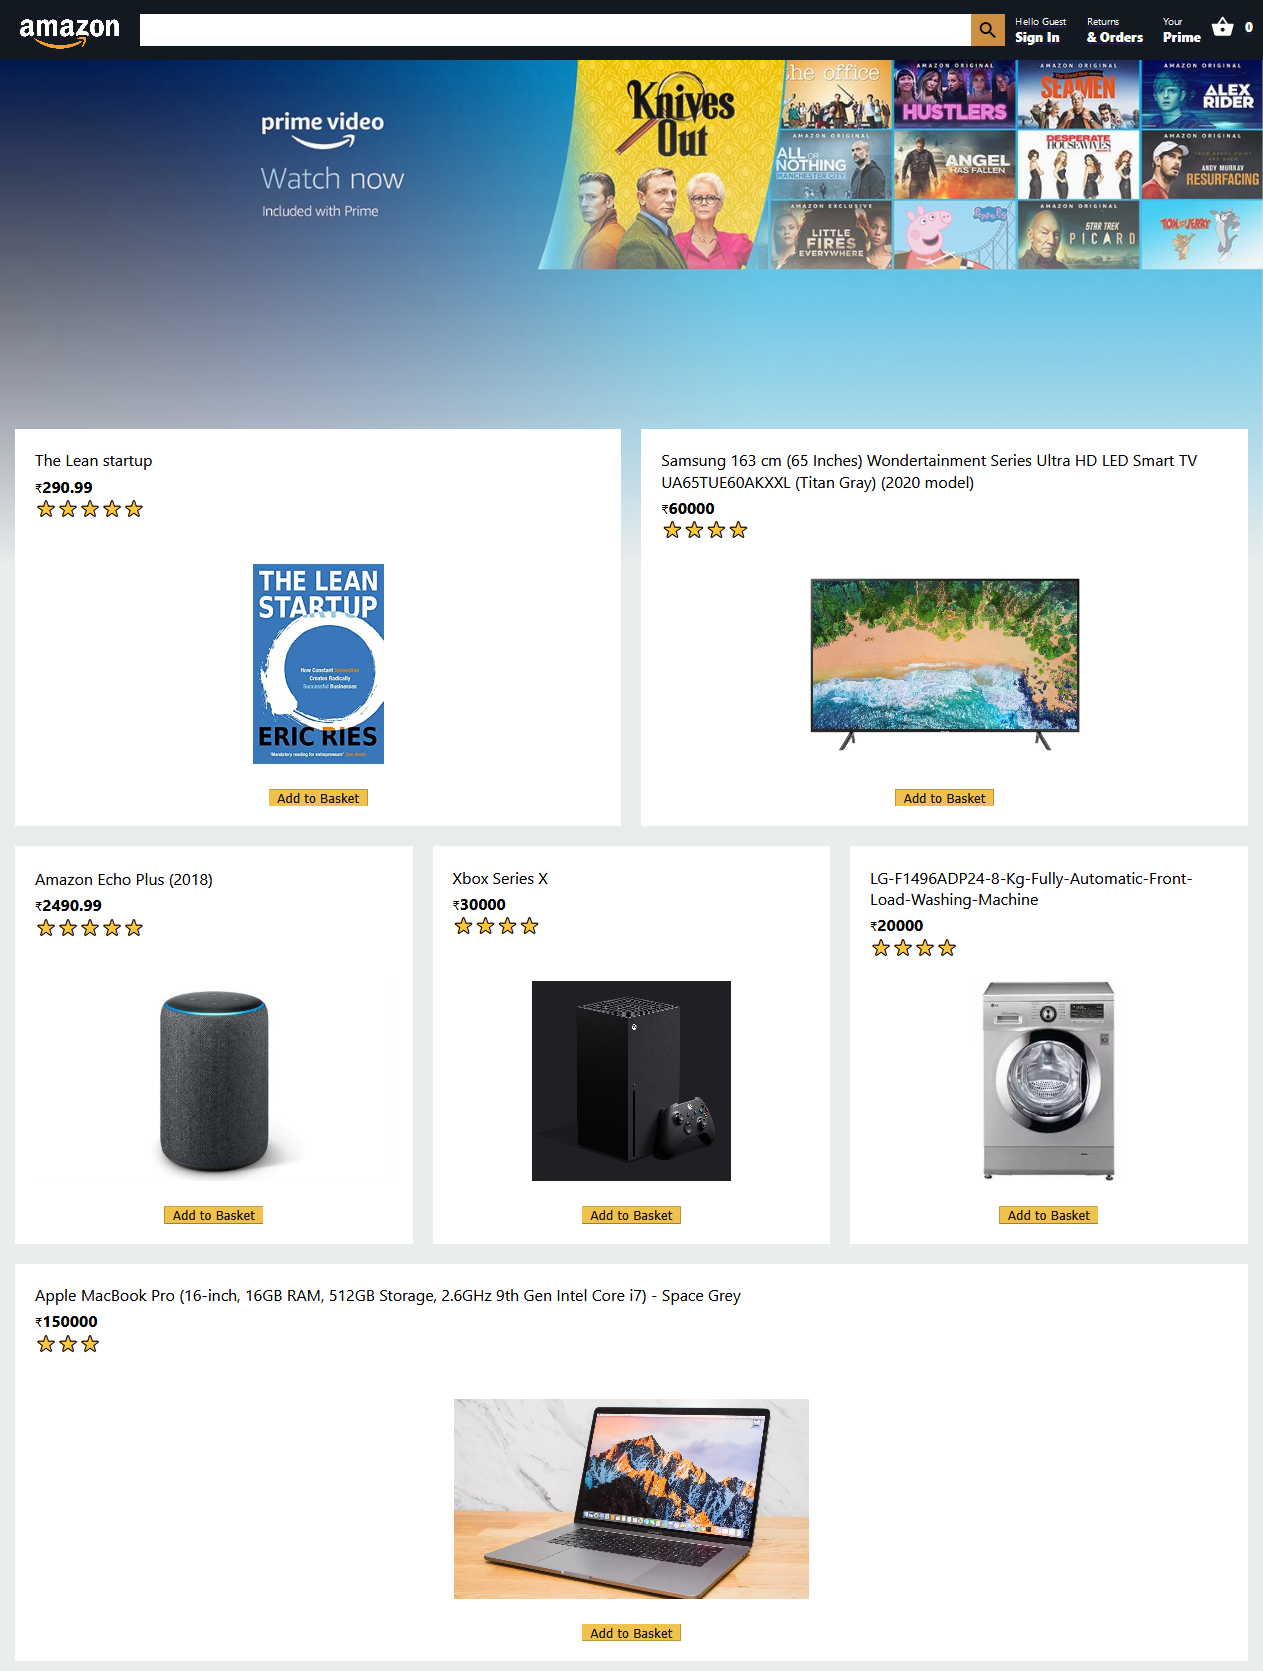 amazon
Hello Guest
Sign In
Returns
& Orders
Your
Prime
0
prime video
Watch now
Included with Prime
Knives
Out
the office
AMAZON ORIGINAL
HUSTLERS
AMAZON ORIGINAL
The Grand Tour
SEAMEN
AMAZON ORIGINAL
ALEX
RIDER
AMAZON ORIGINAL
ALL OR
NOTHING
MANCHESTER CITY
ANGEL
HAS FALLEN
DESPERATE
HOUSEWIVES
AMAZON ORIGINAL
ANDY MURRAY
RESURFACING
AMAZON EXCLUSIVE
LITTLE
FIRES
EVERYWHERE
Peppa Pig
AMAZON ORIGINAL
STAR TREK
PICARD
TOM AND JERRY
The Lean startup
₹290.99
THE LEAN
STARTUP
How Constant Innovation
Creates Radically
Successful Businesses
ERIC RIES
'Mandatory reading for entrepreneurs'
Add to Basket
Samsung 163 cm (65 Inches) Wondertainment Series Ultra HD LED Smart TV
UA65TUE60AKXXL (Titan Gray) (2020 model)
₹60000
Add to Basket
Amazon Echo Plus (2018)
₹2490.99
Add to Basket
Xbox Series X
₹30000
Add to Basket
LG-F1496ADP24-8-Kg-Fully-Automatic-Front-
Load-Washing-Machine
₹20000
Add to Basket
Apple MacBook Pro (16-inch, 16GB RAM, 512GB Storage, 2.6GHz 9th Gen Intel Core i7) - Space Grey
₹150000
Add to Basket